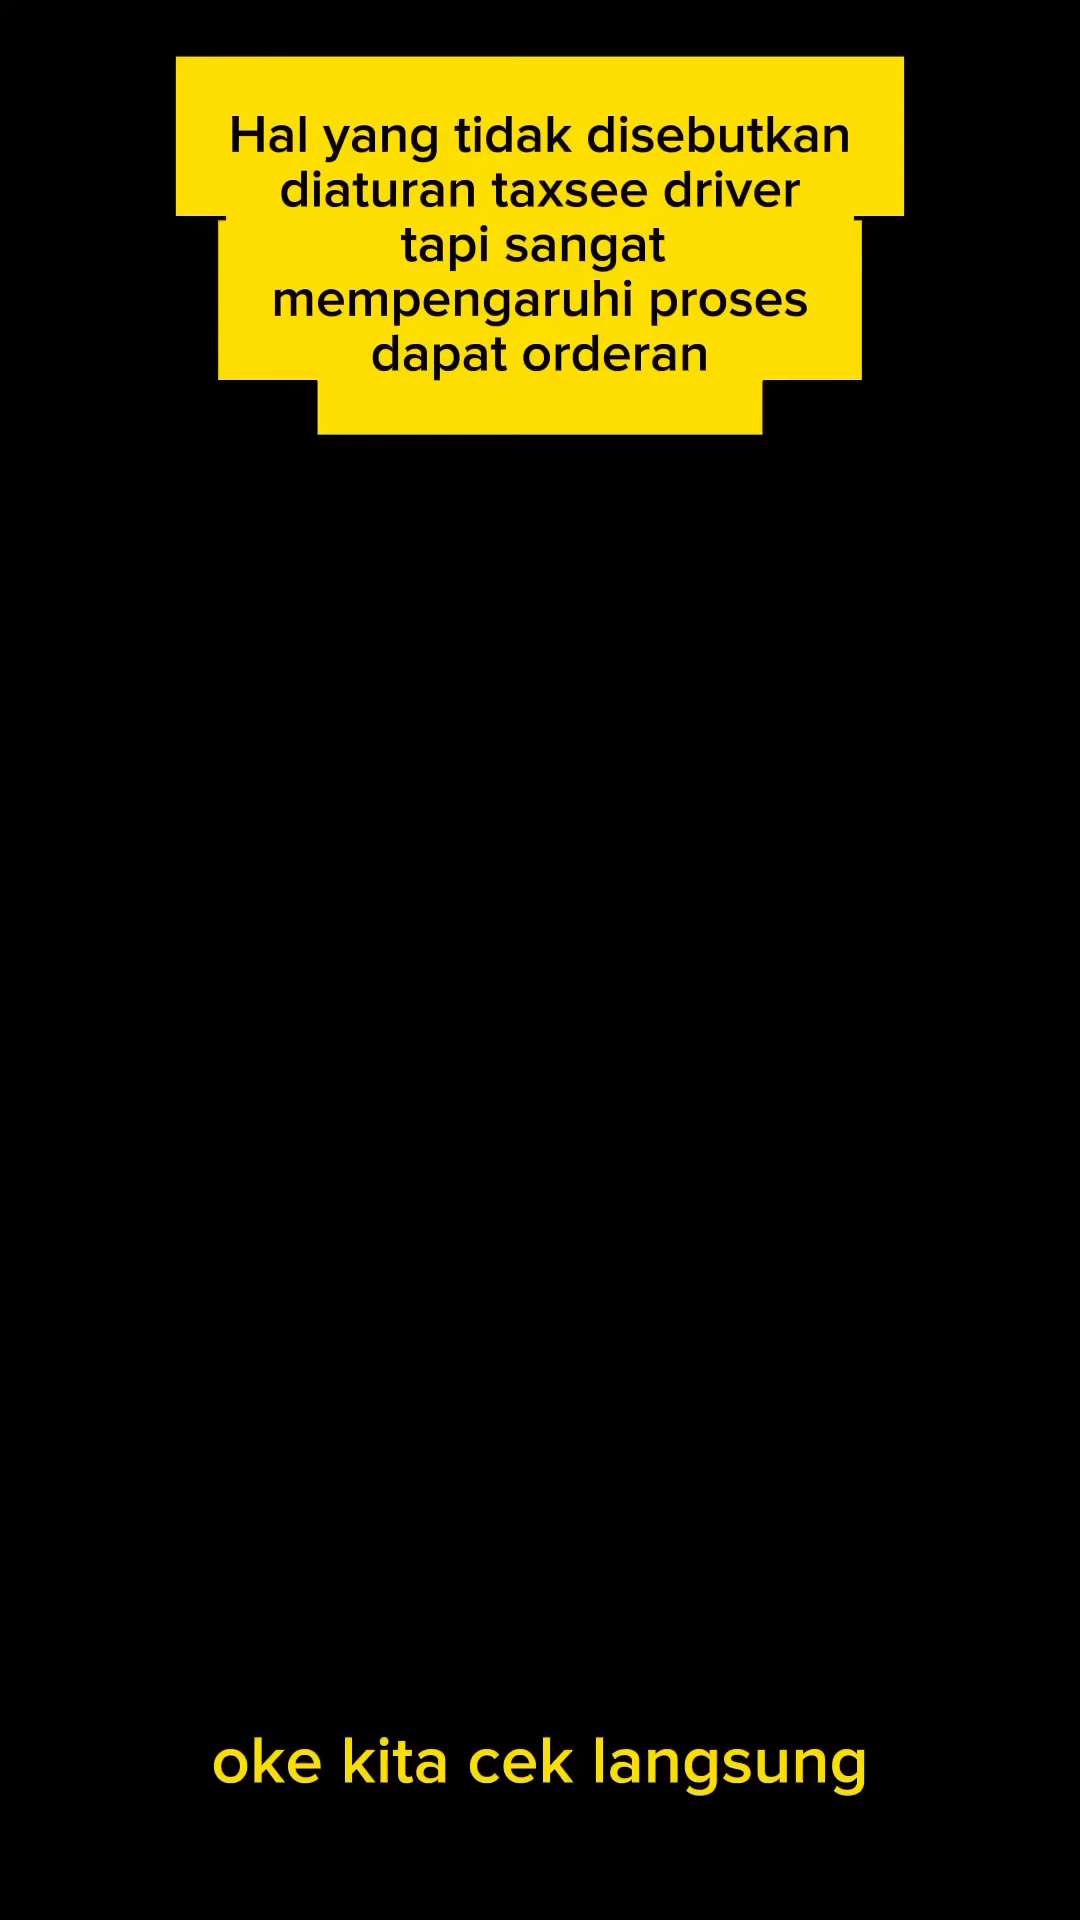 Hal yang tidak disebutkan
diaturan taxsee driver
tapi sangat
mempengaruhi proses
dapat orderan
oke kita cek langsung